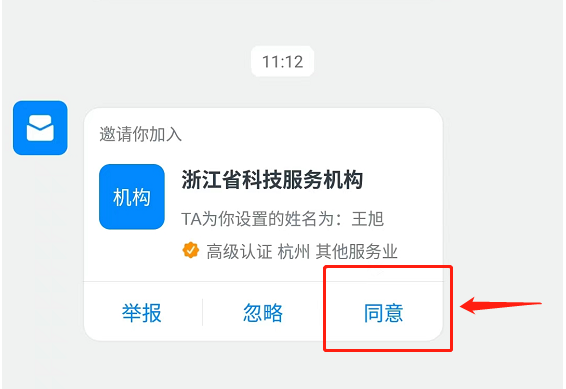 11:12
邀请你加入
机构
浙江省科技服务机构
TA为你设置的姓名为：王旭
高级认证 杭州 其他服务业
举报 忽略 同意